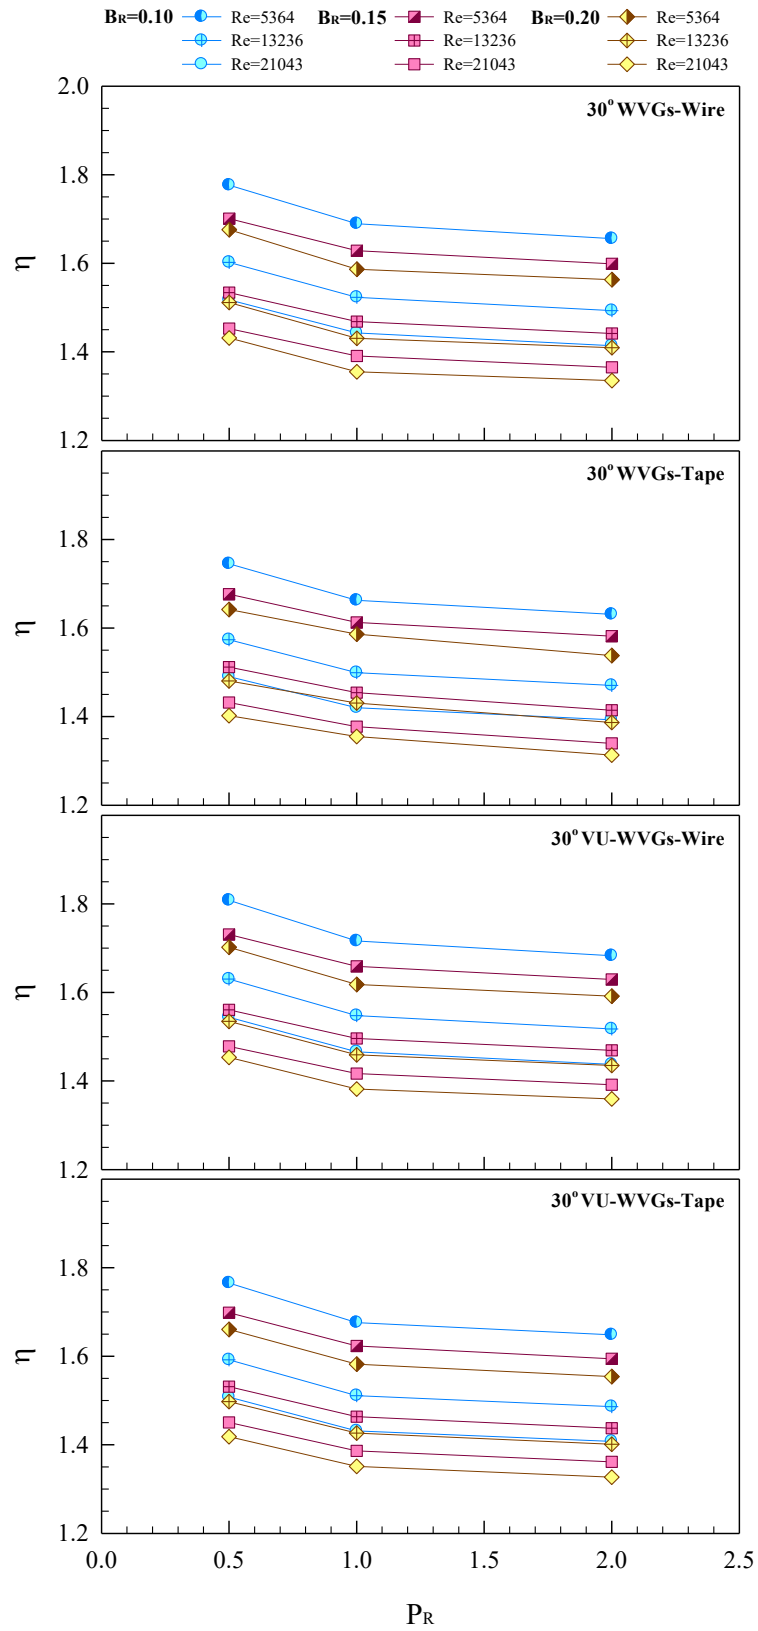 BR=0.10 Re=5364 BR=0.15 Re=5364 BR=0.20 Re=5364
Re=13236 Re=13236 Re=13236
Re=21043 Re=21043 Re=21043
2.0
30° WVGs-Wire
1.8
1.6
η
1.4
1.2
30° WVGs-Tape
1.8
1.6
η
1.4
1.2
30° VU-WVGs-Wire
1.8
1.6
η
1.4
1.2
30° VU-WVGs-Tape
1.8
1.6
η
1.4
1.2
0.0 0.5 1.0 1.5 2.0 2.5
PR